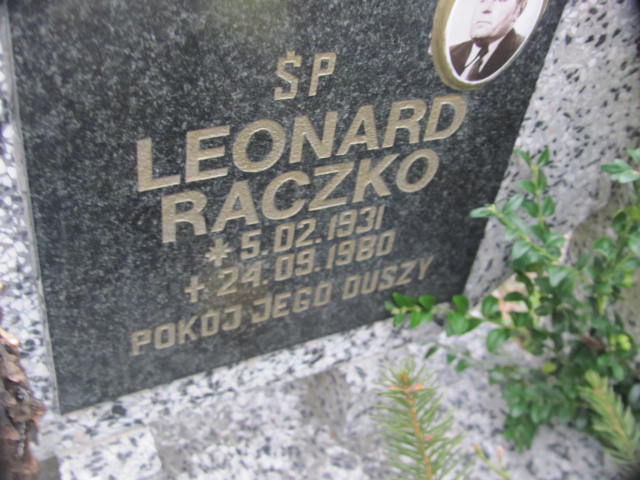 ŚP
LEONARD
RACZKO
* 5.02.1931
+ 24.09.1980
POKÓJ JEGO DUSZY